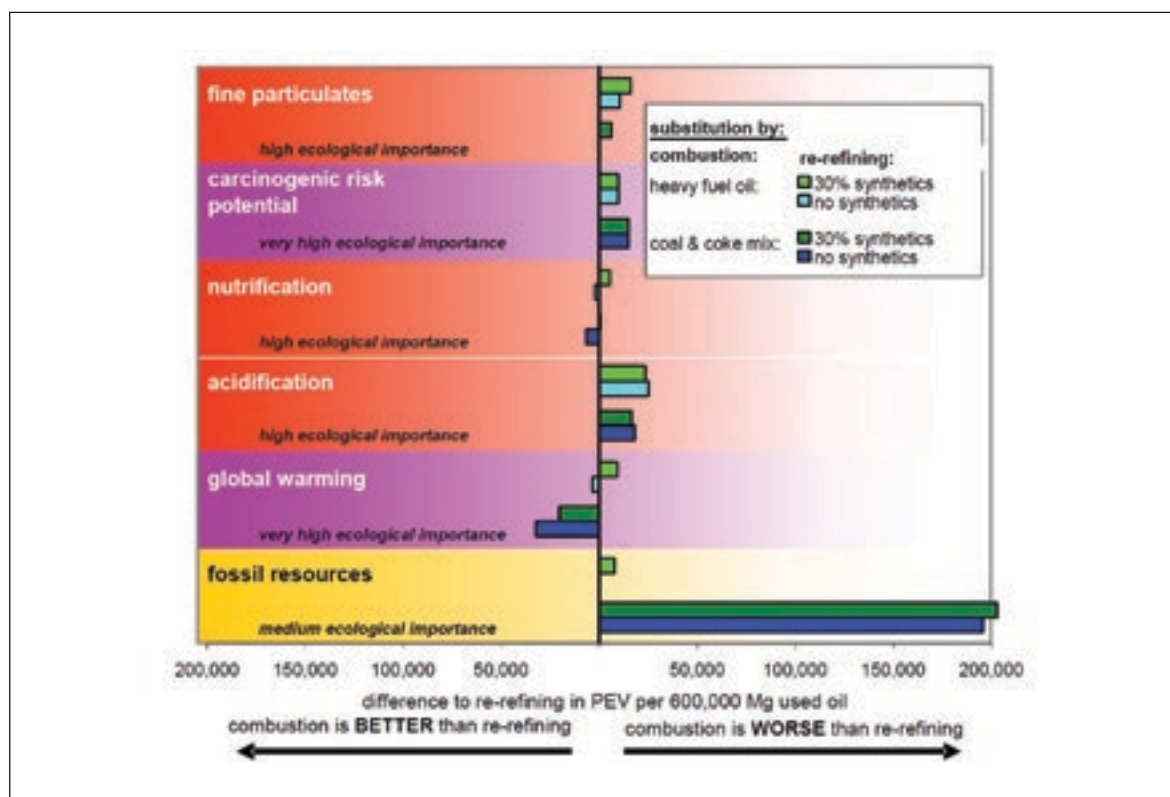 fine particulates
high ecological importance
carcinogenic risk
potential
very high ecological importance
nutrification
high ecological importance
acidification
high ecological importance
global warming
very high ecological importance
fossil resources
medium ecological importance
substitution by:
combustion: re-refining:
heavy fuel oil: 30% synthetics
no synthetics
coal & coke mix: 30% synthetics
no synthetics
200,000 150,000 100,000 50,000 50,000 100,000 150,000 200,000
difference to re-refining in PEV per 600,000 Mg used oil
combustion is BETTER than re-refining combustion is WORSE than re-refining